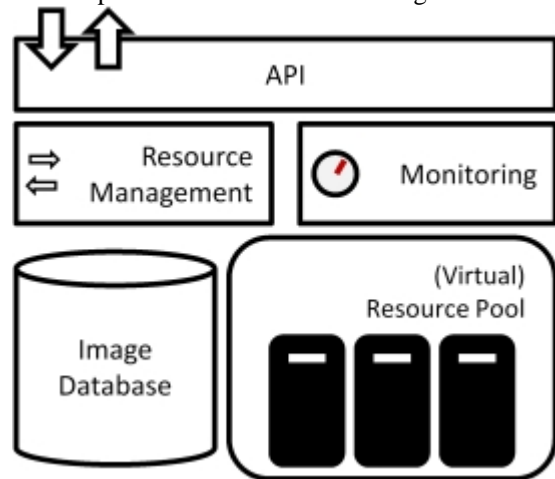 API
Resource
Management
Monitoring
(Virtual)
Resource Pool
Image
Database